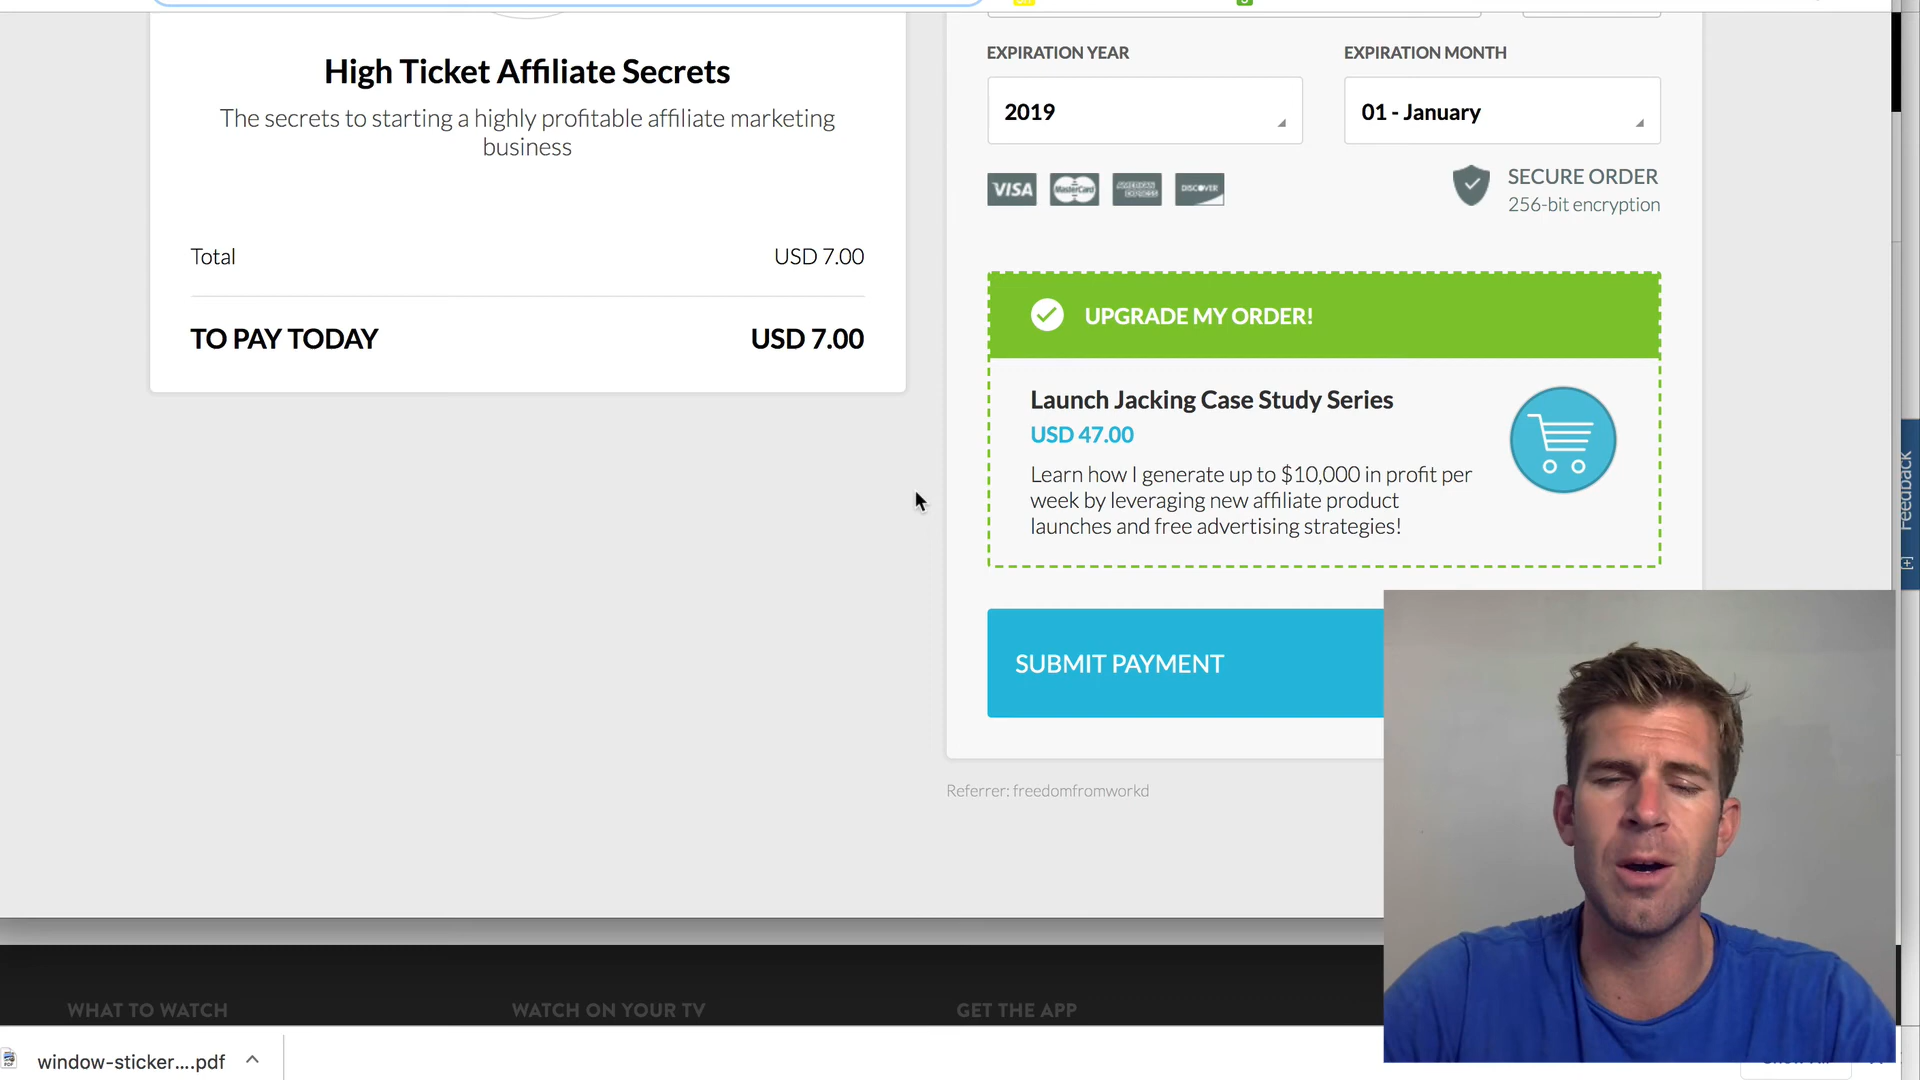 High Ticket Affiliate Secrets
The secrets to starting a highly profitable affiliate marketing
business
Total USD 7.00
TO PAY TODAY USD 7.00
EXPIRATION YEAR EXPIRATION MONTH
2019 01 - January
VISA MasterCard AMERICAN EXPRESS DISCOVER
SECURE ORDER
256-bit encryption
UPGRADE MY ORDER!
Launch Jacking Case Study Series
USD 47.00
Learn how I generate up to $10,000 in profit per
week by leveraging new affiliate product
launches and free advertising strategies!
SUBMIT PAYMENT
Referrer: freedomfromworkd
Feedback
[+]
WHAT TO WATCH WATCH ON YOUR TV GET THE APP
window-sticker....pdf